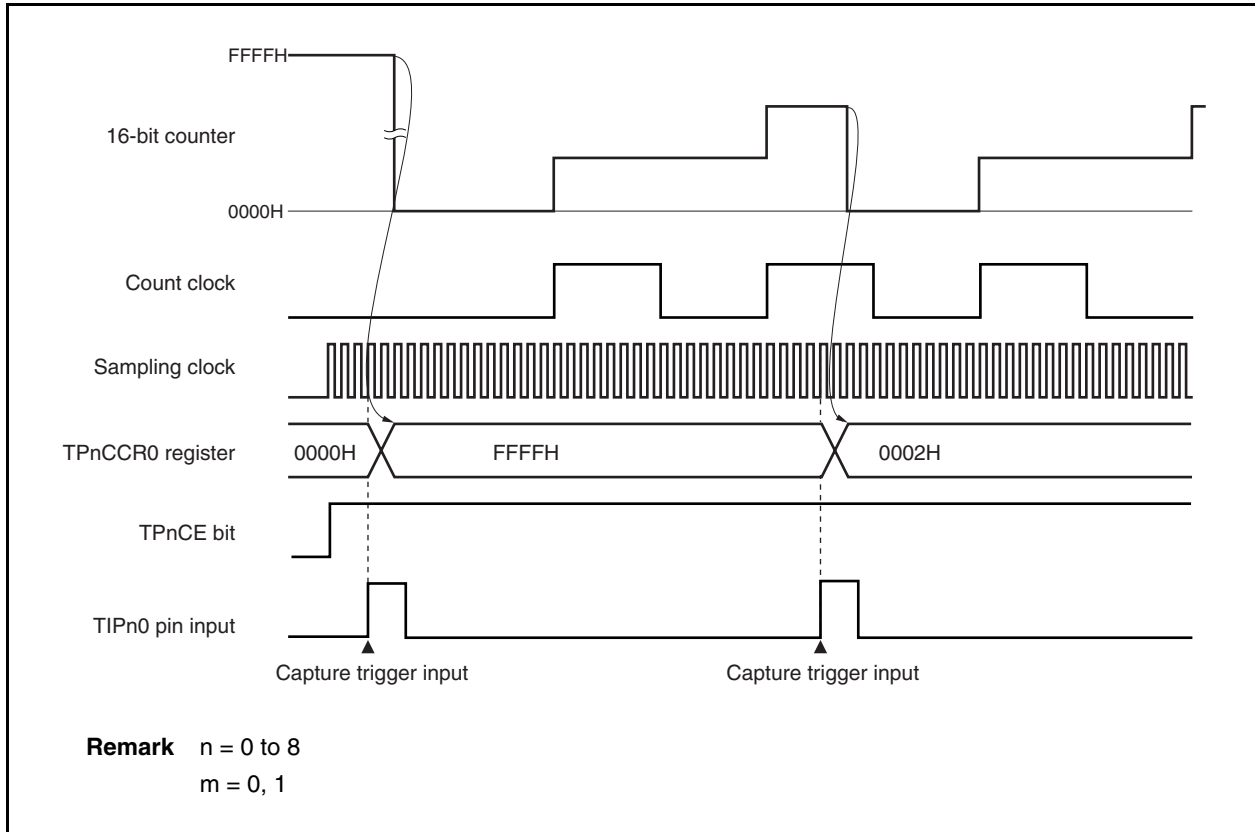 FFFFH
16-bit counter
0000H
Count clock
Sampling clock
TPnCCR0 register
0000H
FFFFH
0002H
TPnCE bit
TIPn0 pin input
Capture trigger input
Capture trigger input
Remark n = 0 to 8
m = 0, 1